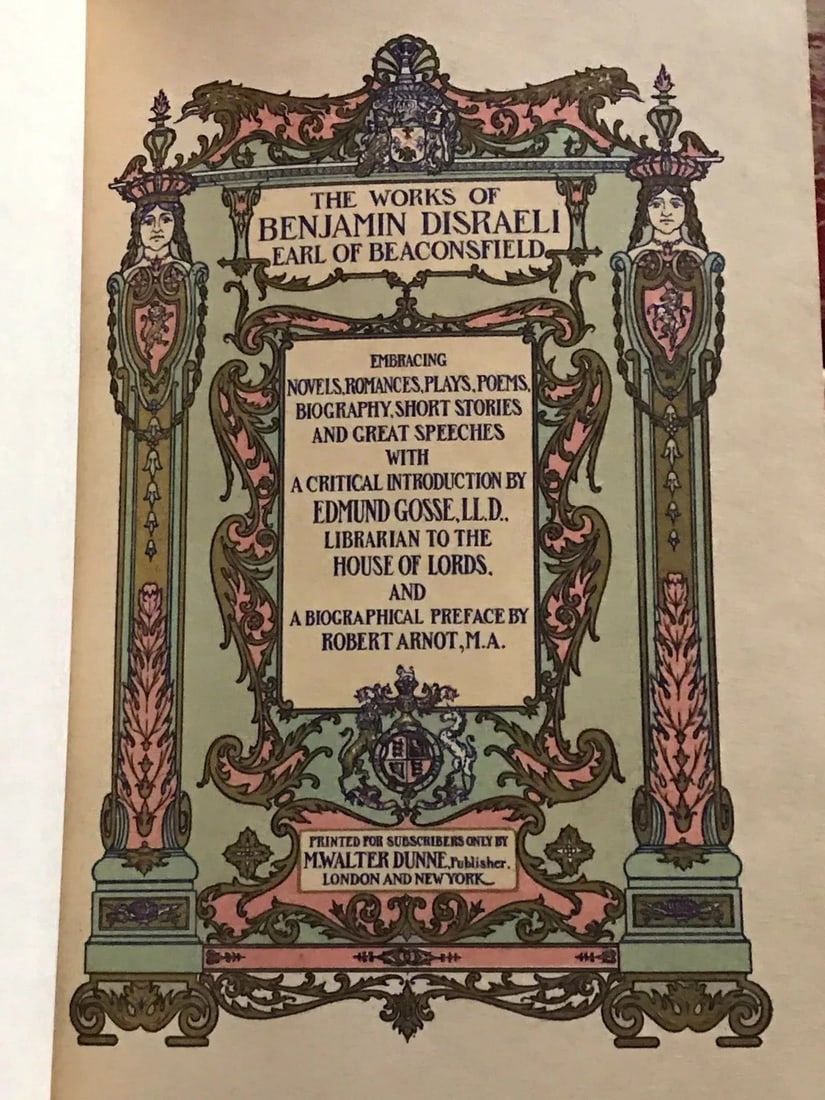 THE WORKS OF
BENJAMIN DISRAELI
EARL OF BEACONSFIELD
EMBRACING
NOVELS, ROMANCES, PLAYS, POEMS,
BIOGRAPHY, SHORT STORIES
AND GREAT SPEECHES
WITH
A CRITICAL INTRODUCTION BY
EDMUND GOSSE, LL.D.,
LIBRARIAN TO THE
HOUSE OF LORDS,
AND
A BIOGRAPHICAL PREFACE BY
ROBERT ARNOT, M.A.
PRINTED FOR SUBSCRIBERS ONLY BY
M. WALTER DUNNE, Publisher,
LONDON AND NEW YORK